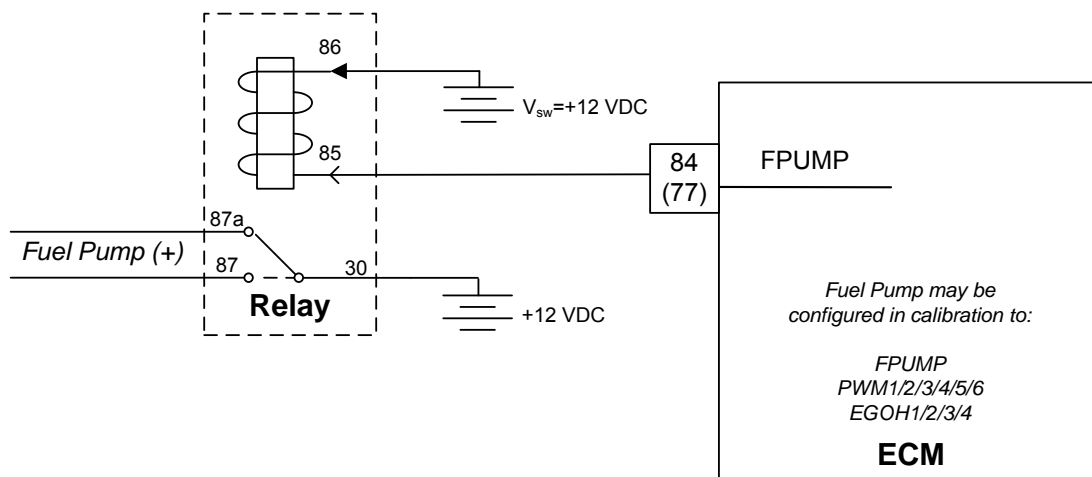 86
Vsw=+12 VDC
85
84
(77)
FPUMP
87a
Fuel Pump (+)
87
30
Relay
+12 VDC
Fuel Pump may be
configured in calibration to:
FPUMP
PWM1/2/3/4/5/6
EGOH1/2/3/4
ECM